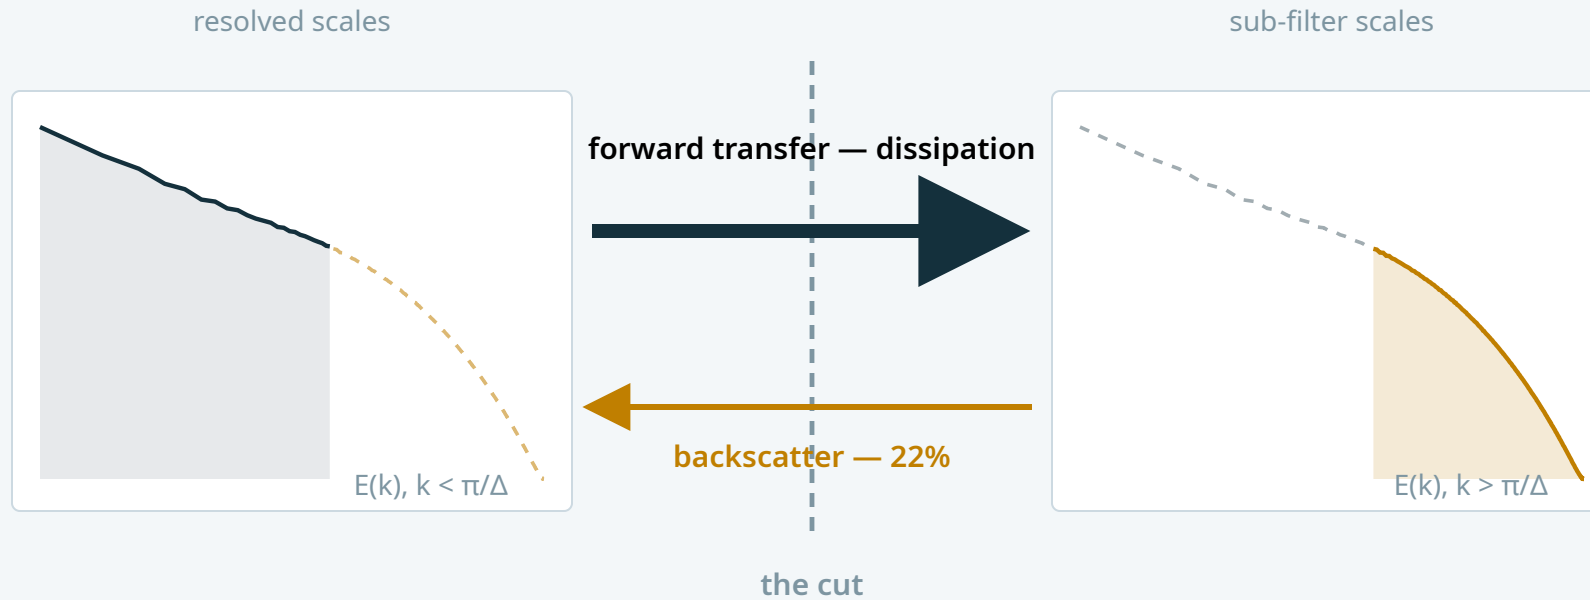 resolved scales
sub-filter scales
forward transfer — dissipation
backscatter — 22%
E(k), k < π/Δ
E(k), k > π/Δ
the cut